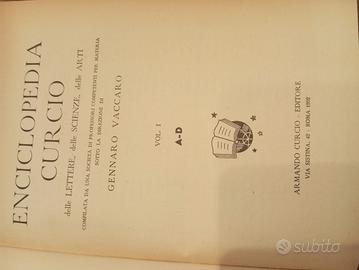 ENCICLOPEDIA
CURCIO
delle LETTERE, delle SCIENZE, delle ARTI
COMPILATA DA UNA SOCIETÀ DI PROFESSORI COMPETENTI PER MATERIA
SOTTO LA DIREZIONE DI
GENNARO VACCARO
VOL. I
A-D
ARMANDO CURCIO - EDITORE
VIA SISTINA, 42 - ROMA
subito